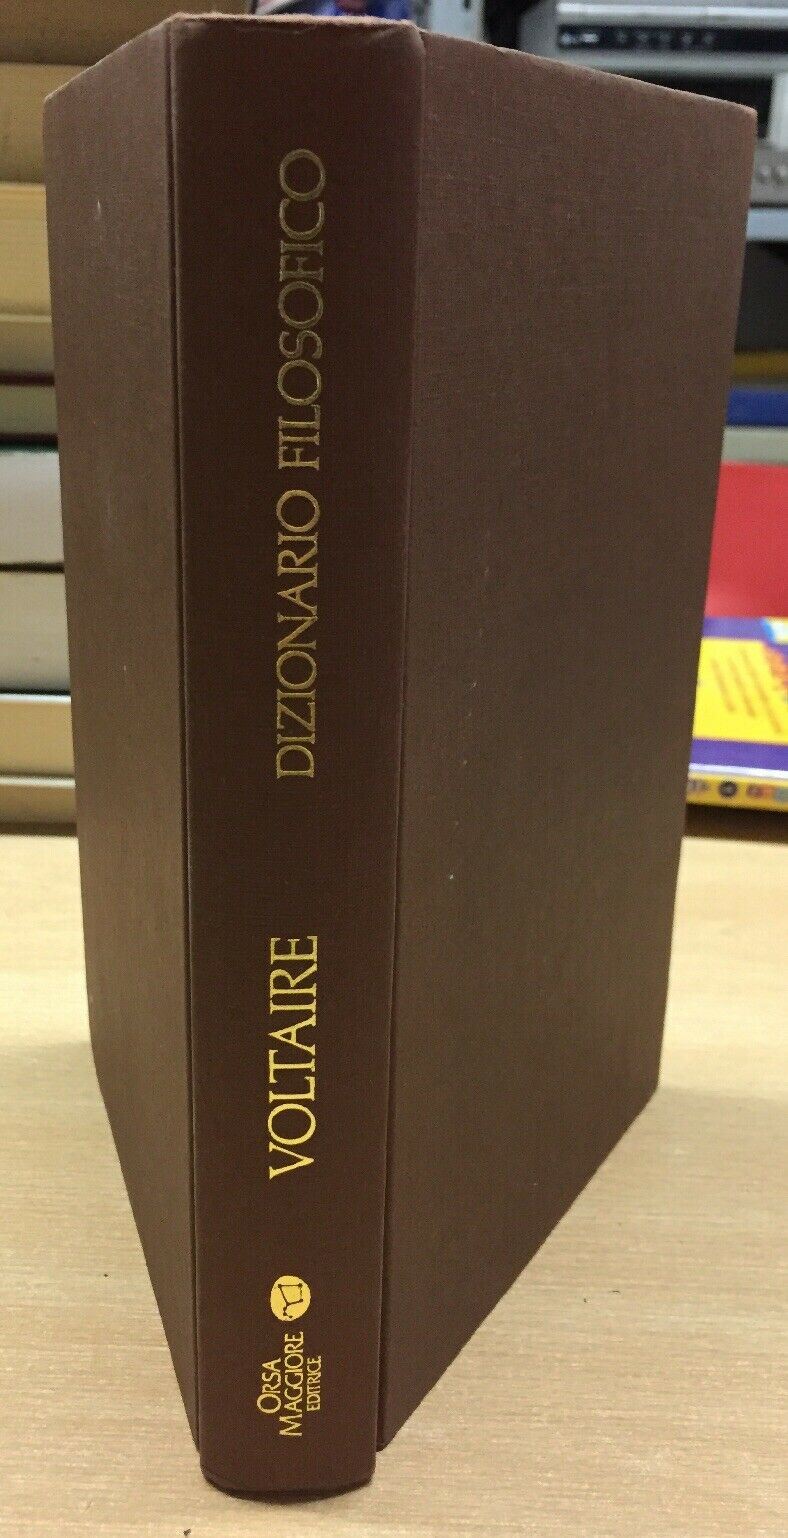 DIZIONARIO FILOSOFICO
VOLTAIRE
ORSA
MAGGIORE
EDITRICE